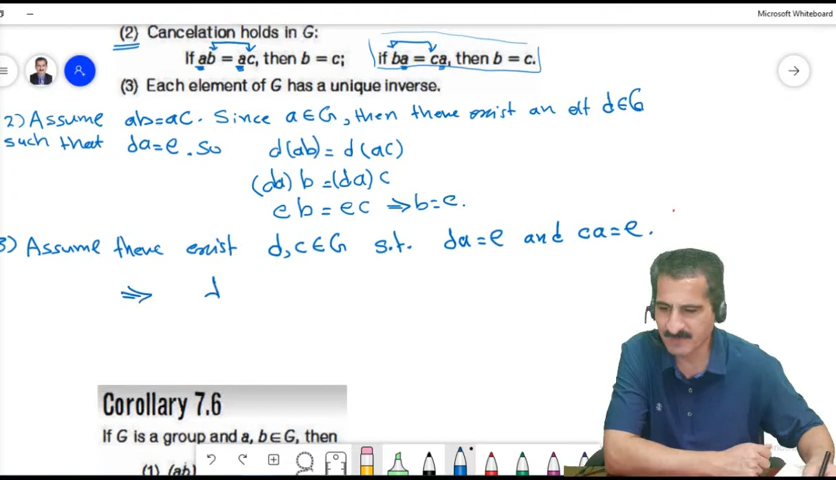 Microsoft Whiteboard
(2) Cancelation holds in G:
If ab = ac, then b = c; if ba = ca, then b = c.
(3) Each element of G has a unique inverse.
2) Assume ab=ac. Since a∈G, then there exist an elt d∈G
such that da=e. so d(ab) = d(ac)
(da) b = (da) c
e b = e c ⇒ b=c.
3) Assume there exist d, c∈G s.t. da=e and ca=e.
⇒ d
Corollary 7.6
If G is a group and a, b∈G, then
(1) (ab)